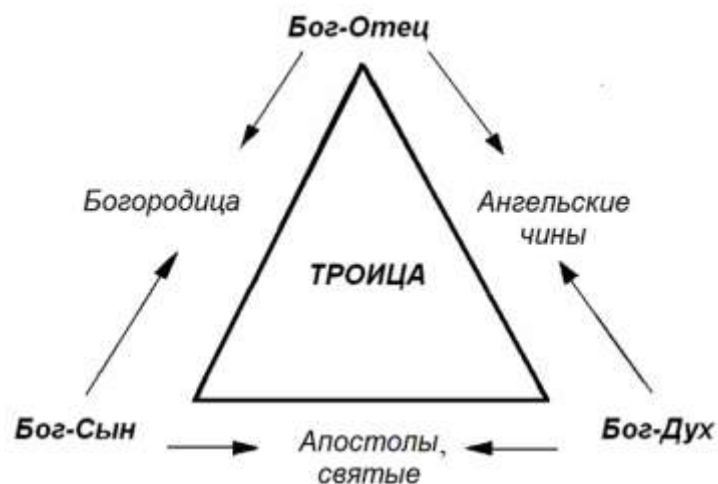 Бог-Отец
Богородица
Ангельские
чины
ТРОИЦА
Бог-Сын
Апостолы,
святые
Бог-Дух